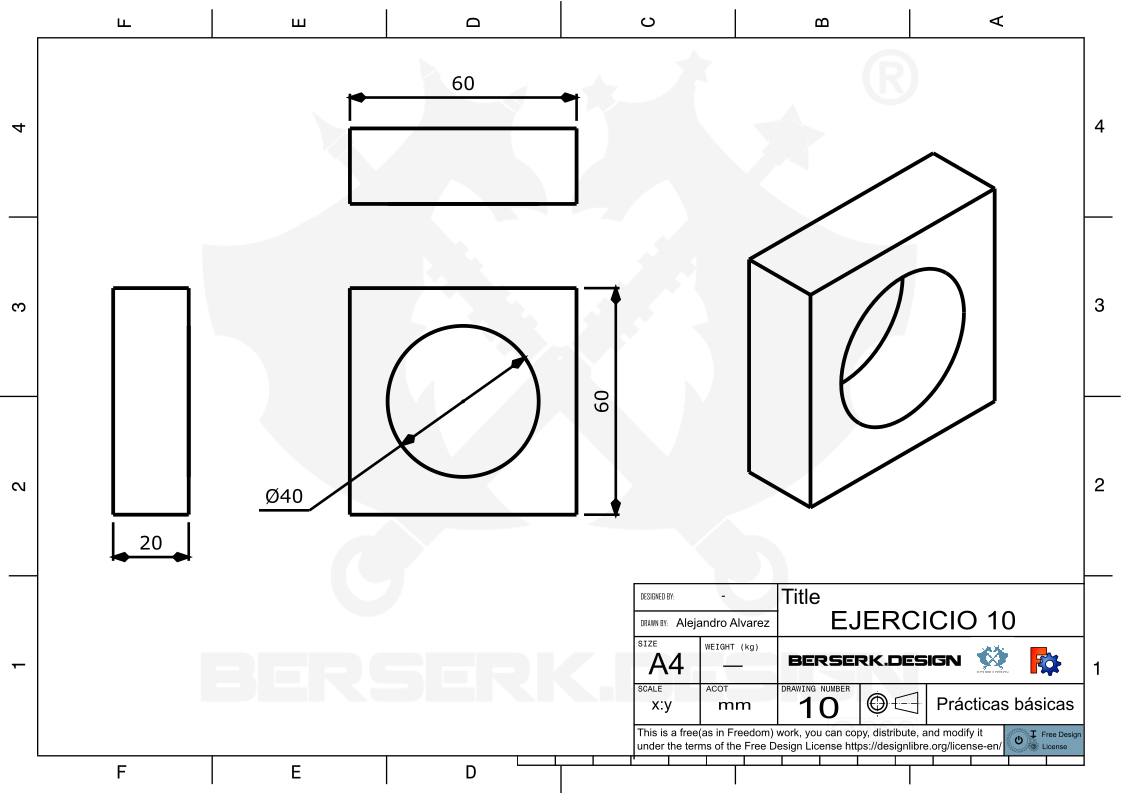 F E D C B A
4 4
60
®
3 3
60
2 2
Ø40
20
DESIGNED BY: -
Title
EJERCICIO 10
DRAWN BY: Alejandro Alvarez
SIZE
A4
WEIGHT (kg)
—
BERSERK.DESIGN
1 1
BERSERK.DESIGN
SCALE
x:y
ACOT
mm
DRAWING NUMBER
10
Prácticas básicas
This is a free(as in Freedom) work, you can copy, distribute, and modify it
under the terms of the Free Design License https://designlibre.org/license-en/
Free Design
License
F E D